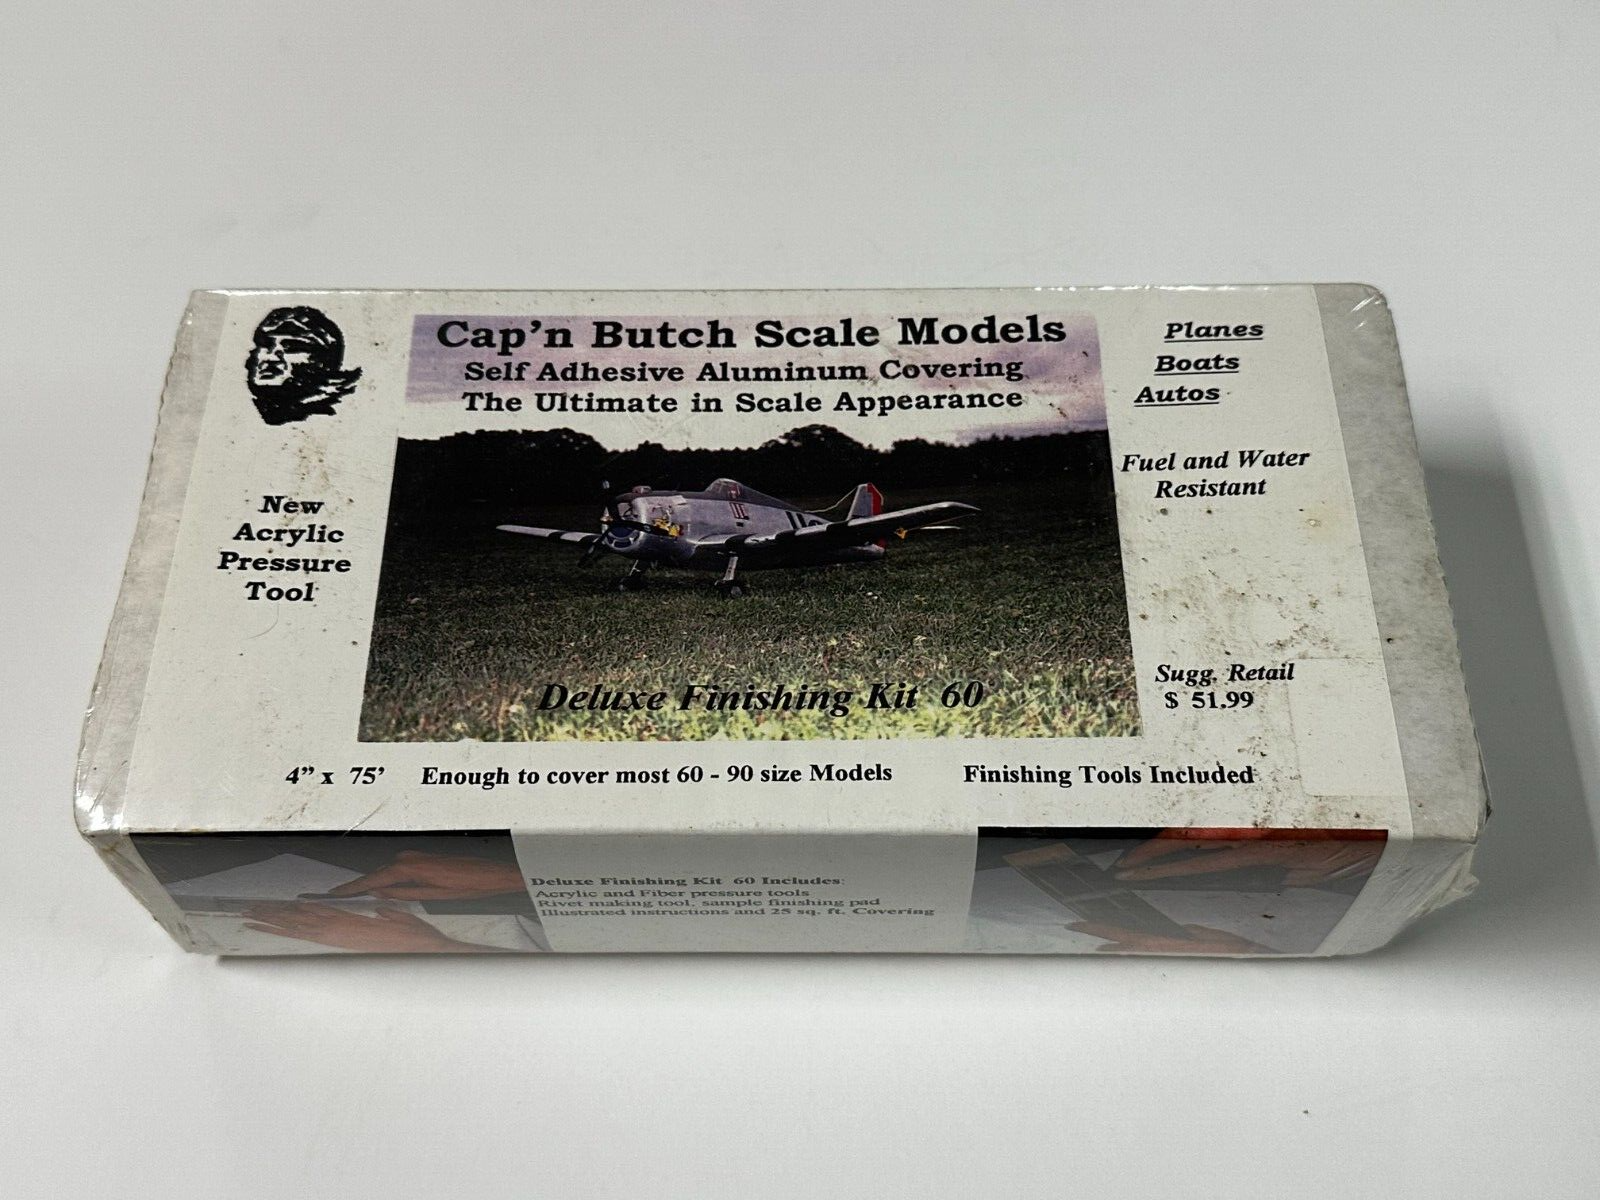 Cap'n Butch Scale Models
Self Adhesive Aluminum Covering
The Ultimate in Scale Appearance
Planes
Boats
Autos
Fuel and Water
Resistant
New
Acrylic
Pressure
Tool
Deluxe Finishing Kit 60
Sugg. Retail
$ 51.99
4” x 75’ Enough to cover most 60 - 90 size Models Finishing Tools Included
Deluxe Finishing Kit 60 Includes:
Acrylic and Fiber pressure tools
Rivet making tool, sample finishing pad
Illustrated instructions and 25 sq. ft. Covering